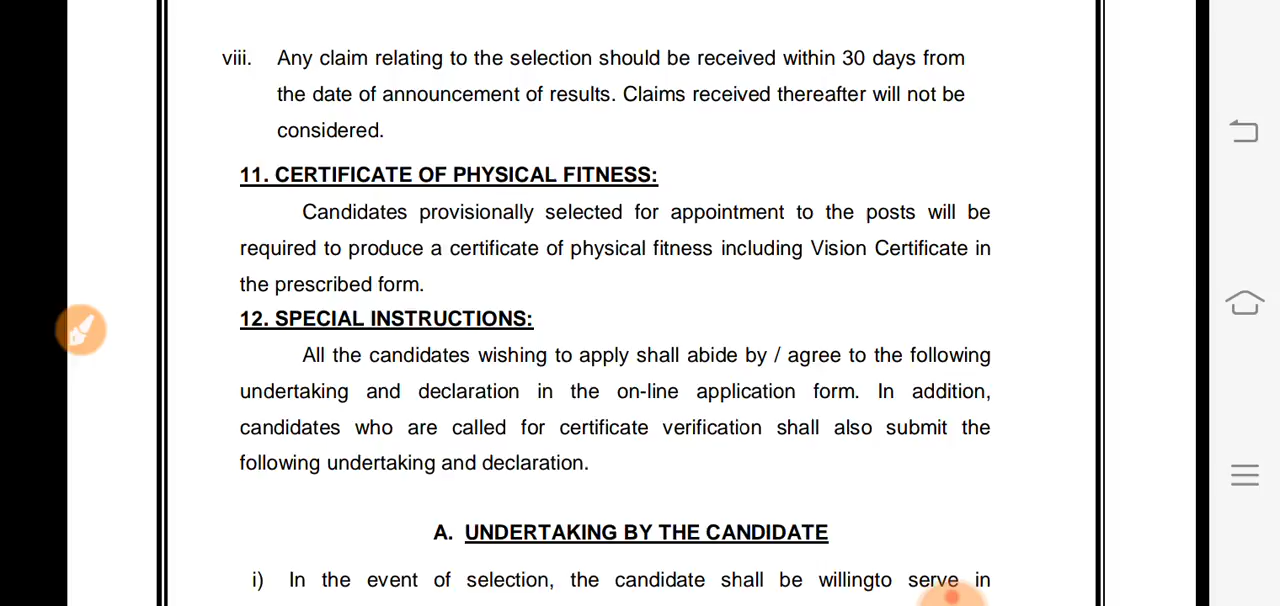 viii. Any claim relating to the selection should be received within 30 days from
the date of announcement of results. Claims received thereafter will not be
considered.
11. CERTIFICATE OF PHYSICAL FITNESS:
Candidates provisionally selected for appointment to the posts will be
required to produce a certificate of physical fitness including Vision Certificate in
the prescribed form.
12. SPECIAL INSTRUCTIONS:
All the candidates wishing to apply shall abide by / agree to the following
undertaking and declaration in the on-line application form. In addition,
candidates who are called for certificate verification shall also submit the
following undertaking and declaration.
A. UNDERTAKING BY THE CANDIDATE
i) In the event of selection, the candidate shall be willingto serve in